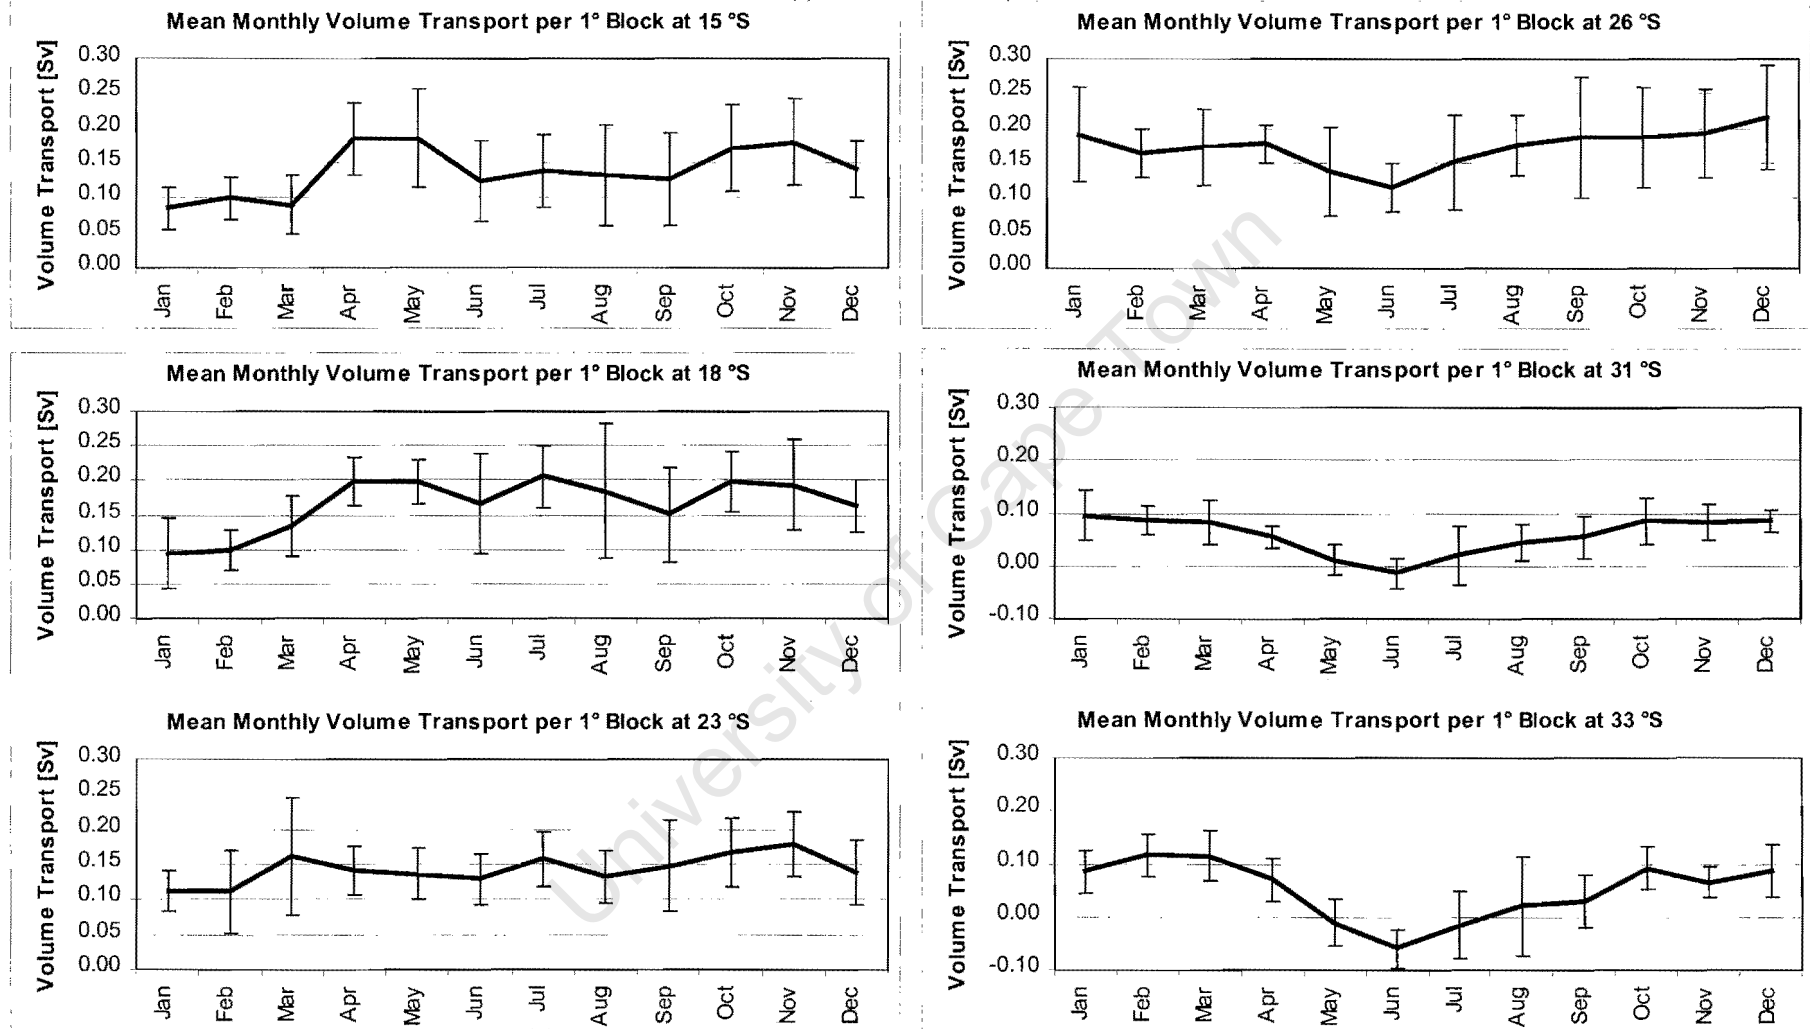 Mean Monthly Volume Transport per 1° Block at 15 °S
Volume Transport [Sv]
0.30
0.25
0.20
0.15
0.10
0.05
0.00
Jan Feb Mar Apr May Jun Jul Aug Sep Oct Nov Dec
Mean Monthly Volume Transport per 1° Block at 18 °S
Volume Transport [Sv]
0.30
0.25
0.20
0.15
0.10
0.05
0.00
Jan Feb Mar Apr May Jun Jul Aug Sep Oct Nov Dec
Mean Monthly Volume Transport per 1° Block at 23 °S
Volume Transport [Sv]
0.30
0.25
0.20
0.15
0.10
0.05
0.00
Jan Feb Mar Apr May Jun Jul Aug Sep Oct Nov Dec
Mean Monthly Volume Transport per 1° Block at 26 °S
Volume Transport [Sv]
0.30
0.25
0.20
0.15
0.10
0.05
0.00
Jan Feb Mar Apr May Jun Jul Aug Sep Oct Nov Dec
Mean Monthly Volume Transport per 1° Block at 31 °S
Volume Transport [Sv]
0.30
0.20
0.10
0.00
-0.10
Jan Feb Mar Apr May Jun Jul Aug Sep Oct Nov Dec
Mean Monthly Volume Transport per 1° Block at 33 °S
Volume Transport [Sv]
0.30
0.20
0.10
0.00
-0.10
Jan Feb Mar Apr May Jun Jul Aug Sep Oct Nov Dec
University of Cape Town